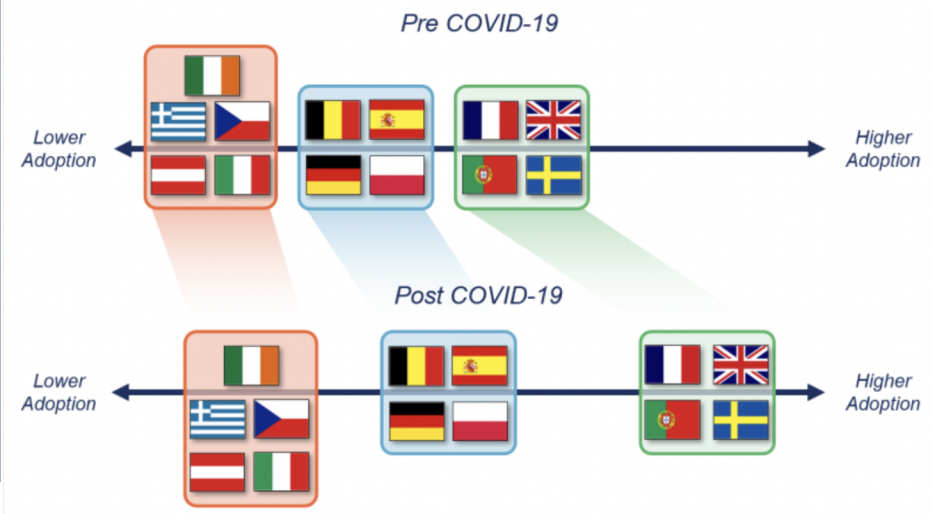 Pre COVID-19
Lower
Adoption
Higher
Adoption
Post COVID-19
Lower
Adoption
Higher
Adoption